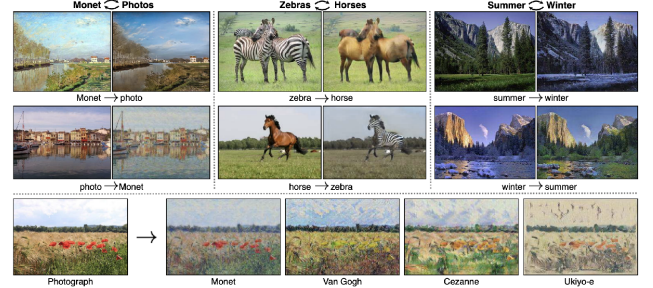 Monet Photos
Zebras Horses
Summer Winter
Monet → photo
zebra → horse
summer → winter
photo → Monet
horse → zebra
winter → summer
Photograph
Monet
Van Gogh
Cezanne
Ukiyo-e